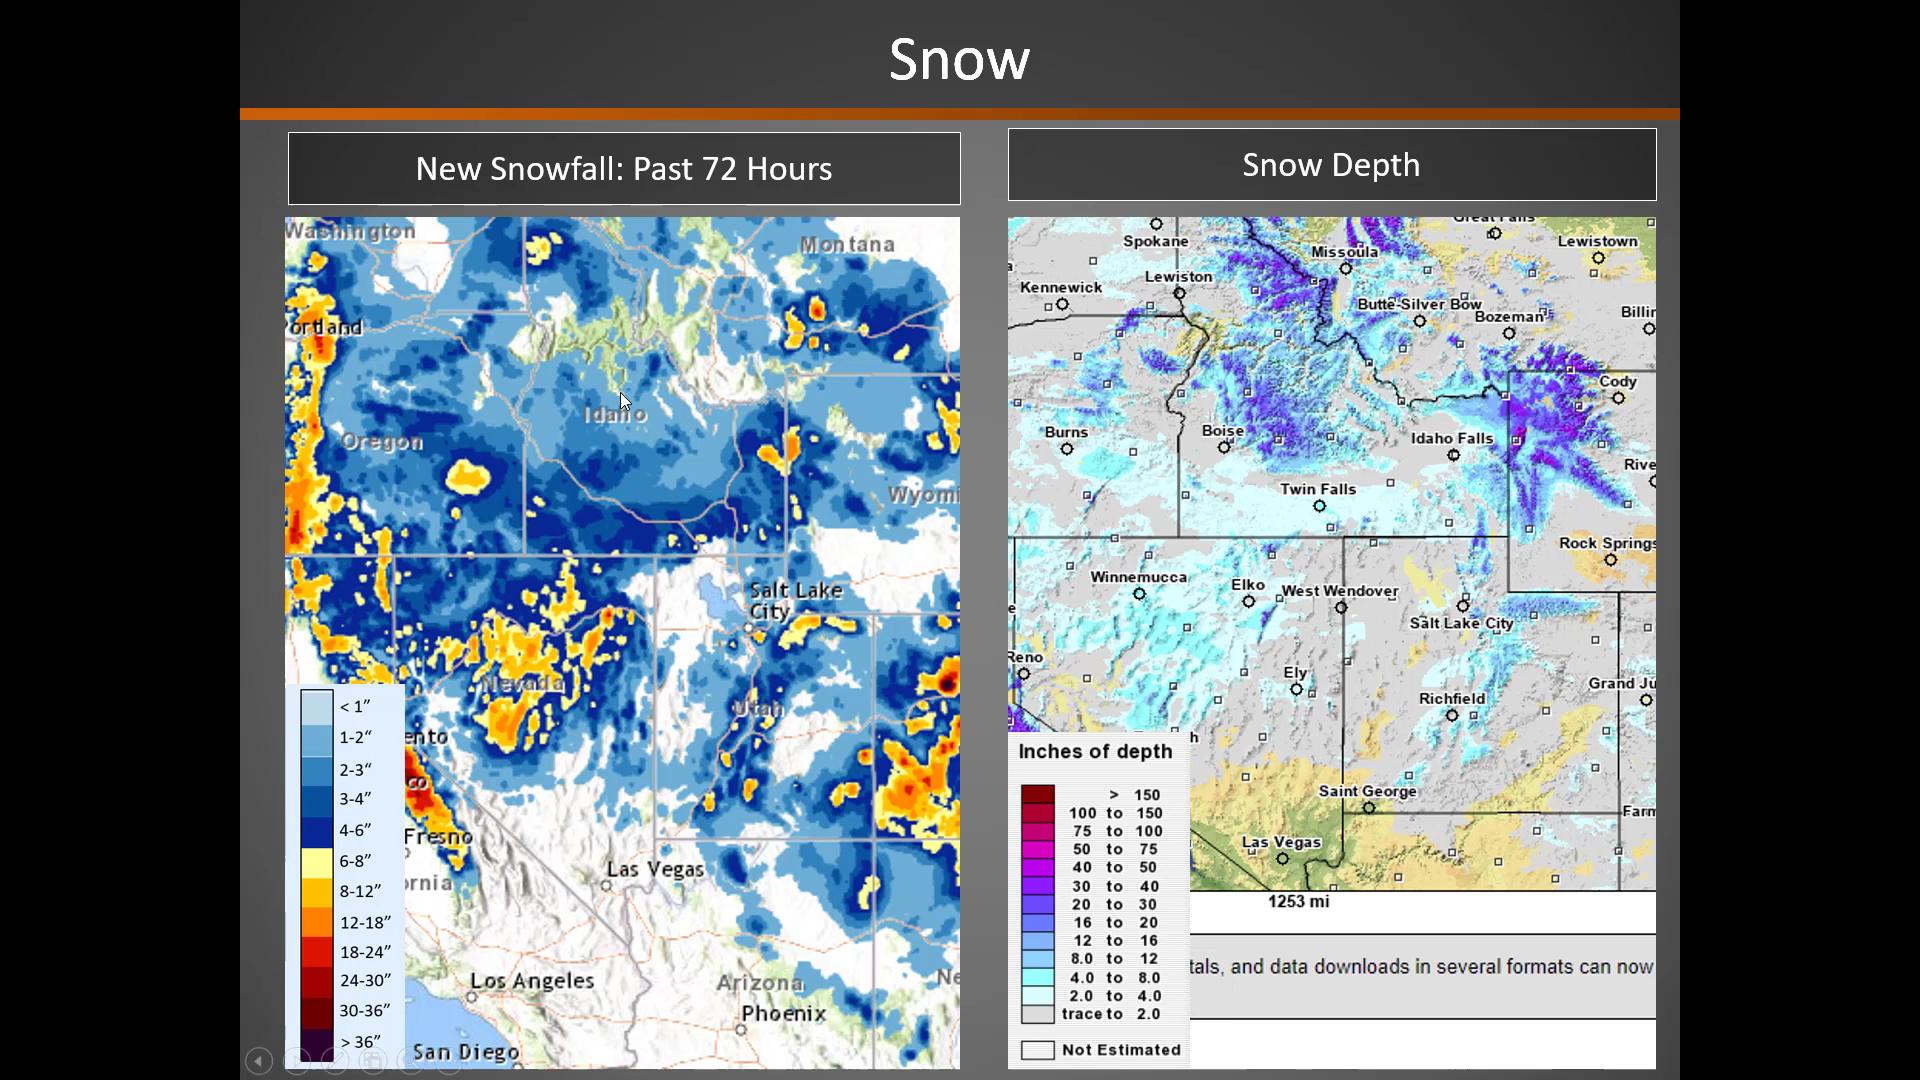 Snow
New Snowfall: Past 72 Hours
Snow Depth
Washington
Montana
Portland
Idaho
Oregon
Salt Lake
City
Nevada
Utah
Fresno
Las Vegas
Los Angeles
Arizona
Phoenix
San Diego
< 1”
1-2“
2-3“
3-4”
4-6”
6-8”
8-12”
12-18”
18-24”
24-30”
30-36”
> 36”
Great Falls
Spokane
Missoula
Lewistown
Lewiston
Kennewick
Butte-Silver Bow
Bozeman
Cody
Burns
Boise
Idaho Falls
Twin Falls
Rock Springs
Winnemucca
Elko
West Wendover
Salt Lake City
Reno
Ely
Richfield
Grand Ju
Saint George
Farm
Las Vegas
1253 mi
Inches of depth
> 150
100 to 150
75 to 100
50 to 75
40 to 50
30 to 40
20 to 30
16 to 20
12 to 16
8.0 to 12
4.0 to 8.0
2.0 to 4.0
trace to 2.0
Not Estimated
tals, and data downloads in several formats can now